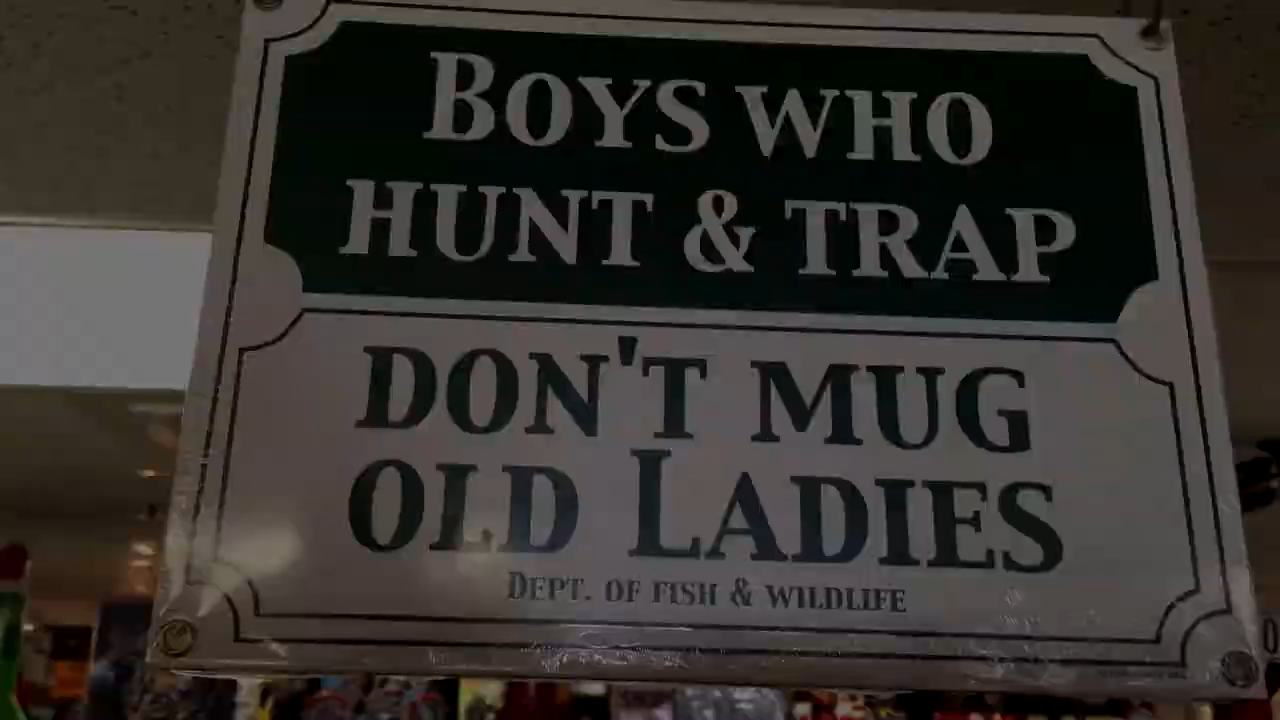 BOYS WHO
HUNT & TRAP
DON'T MUG
OLD LADIES
DEPT. OF FISH & WILDLIFE